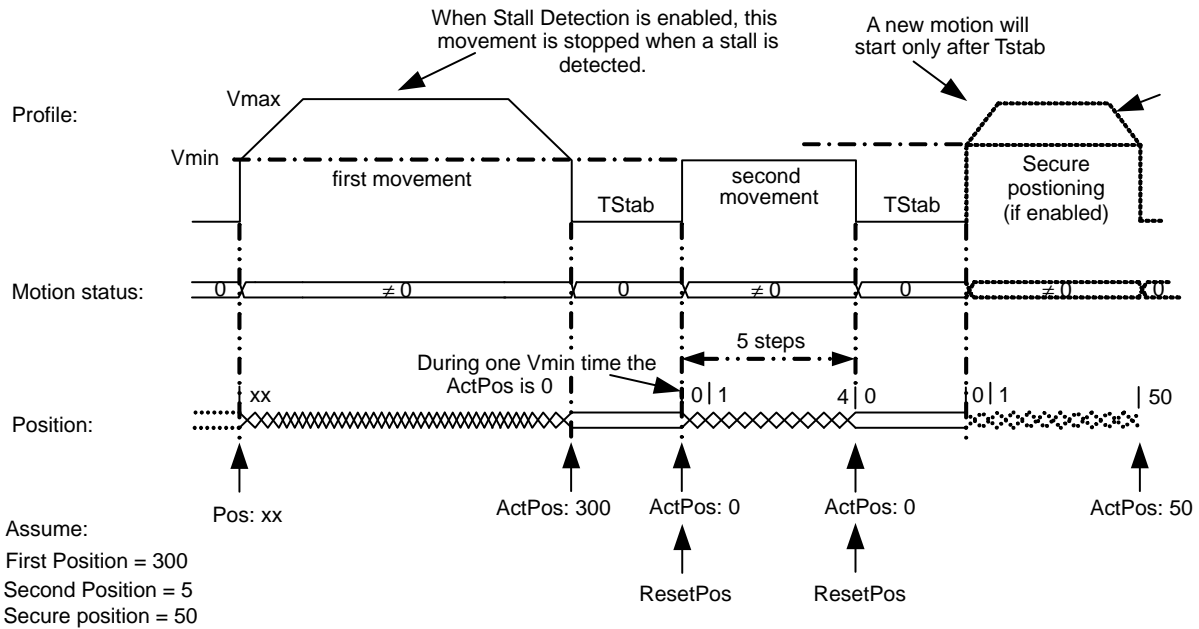 When Stall Detection is enabled, this
movement is stopped when a stall is
detected.
A new motion will
start only after Tstab
Profile:
Vmax
Vmin
first movement
TStab
second
movement
TStab
Secure
postioning
(if enabled)
Motion status:
0
≠ 0
0
≠ 0
0
≠ 0
0
5 steps
During one Vmin time the
ActPos is 0
Position:
xx
0 | 1
4 | 0
0 | 1
| 50
Pos: xx
ActPos: 300
ActPos: 0
ActPos: 0
ActPos: 50
Assume:
First Position = 300
Second Position = 5
Secure position = 50
ResetPos
ResetPos